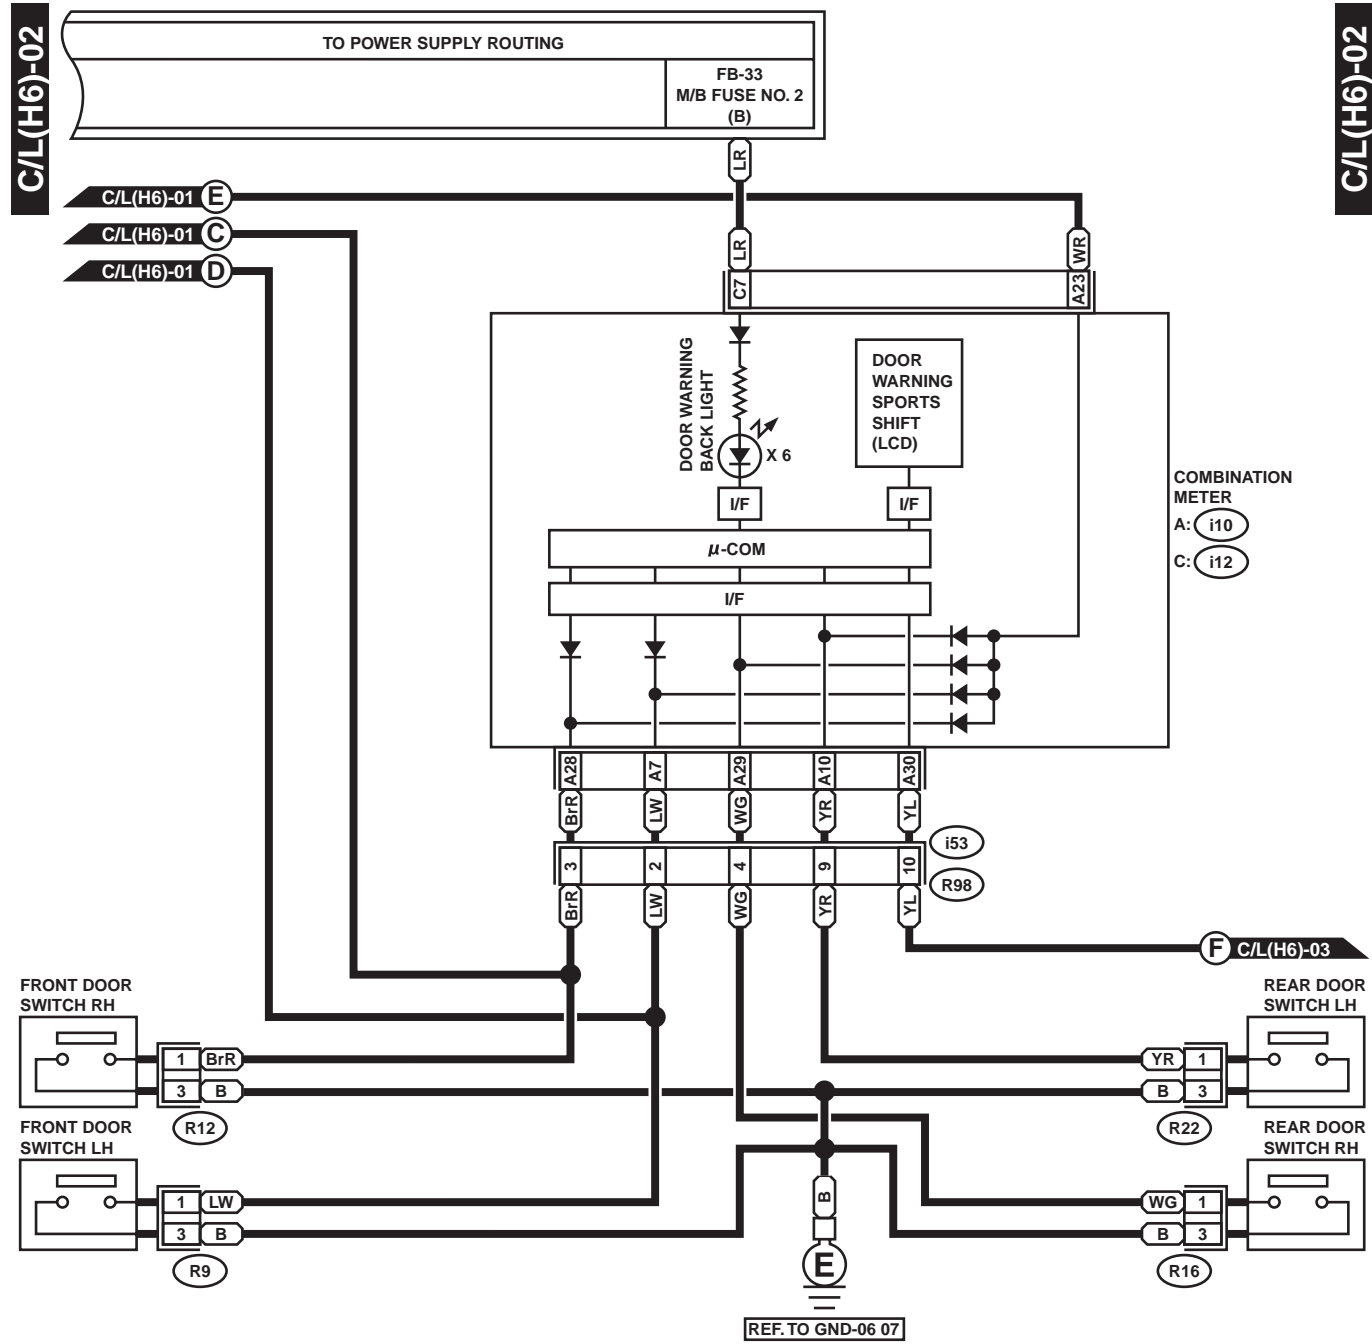 C/L(H6)-02
C/L(H6)-02
TO POWER SUPPLY ROUTING
FB-33
M/B FUSE NO. 2
(B)
LR
C/L(H6)-01 E
C/L(H6)-01 C
C/L(H6)-01 D
LR
WR
C7
A23
DOOR WARNING
BACK LIGHT
X 6
DOOR
WARNING
SPORTS
SHIFT
(LCD)
I/F
I/F
μ-COM
I/F
COMBINATION
METER
A: i10
C: i12
A28
A7
A29
A10
A30
BrR
LW
WG
YR
YL
i53
3
2
4
9
10
R98
BrR
LW
WG
YR
YL
F C/L(H6)-03
FRONT DOOR
SWITCH RH
1 BrR
3 B
R12
REAR DOOR
SWITCH LH
YR 1
B 3
R22
FRONT DOOR
SWITCH LH
1 LW
3 B
R9
REAR DOOR
SWITCH RH
WG 1
B 3
R16
B
E
REF. TO GND-06 07